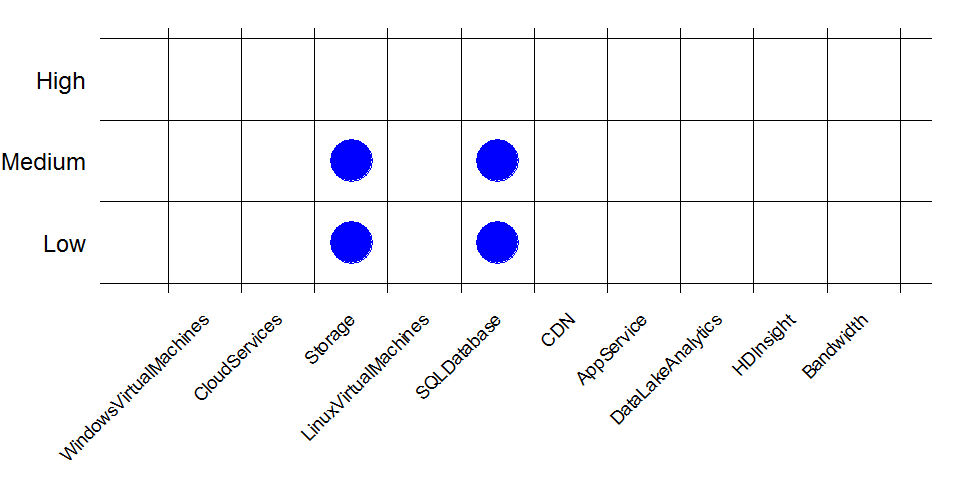 High
Medium
Low
WindowsVirtualMachines
CloudServices
Storage
LinuxVirtualMachines
SQLDatabase
CDN
AppService
DataLakeAnalytics
HDInsight
Bandwidth